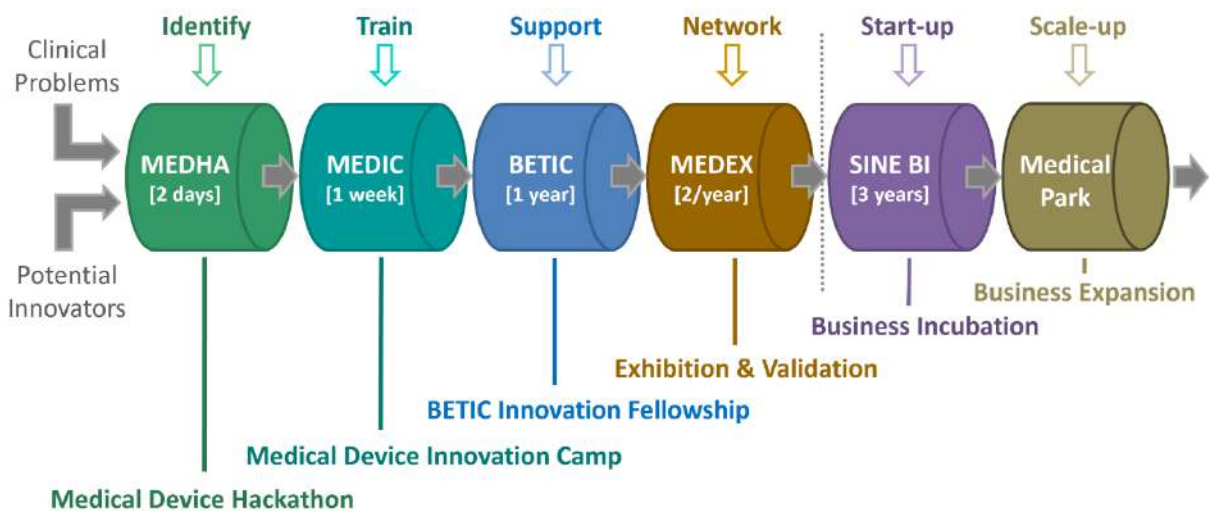 Identify
Train
Support
Network
Start-up
Scale-up
Clinical
Problems
Potential
Innovators
MEDHA
[2 days]
MEDIC
[1 week]
BETIC
[1 year]
MEDEX
[2/year]
SINE BI
[3 years]
Medical
Park
Business Expansion
Business Incubation
Exhibition & Validation
BETIC Innovation Fellowship
Medical Device Innovation Camp
Medical Device Hackathon